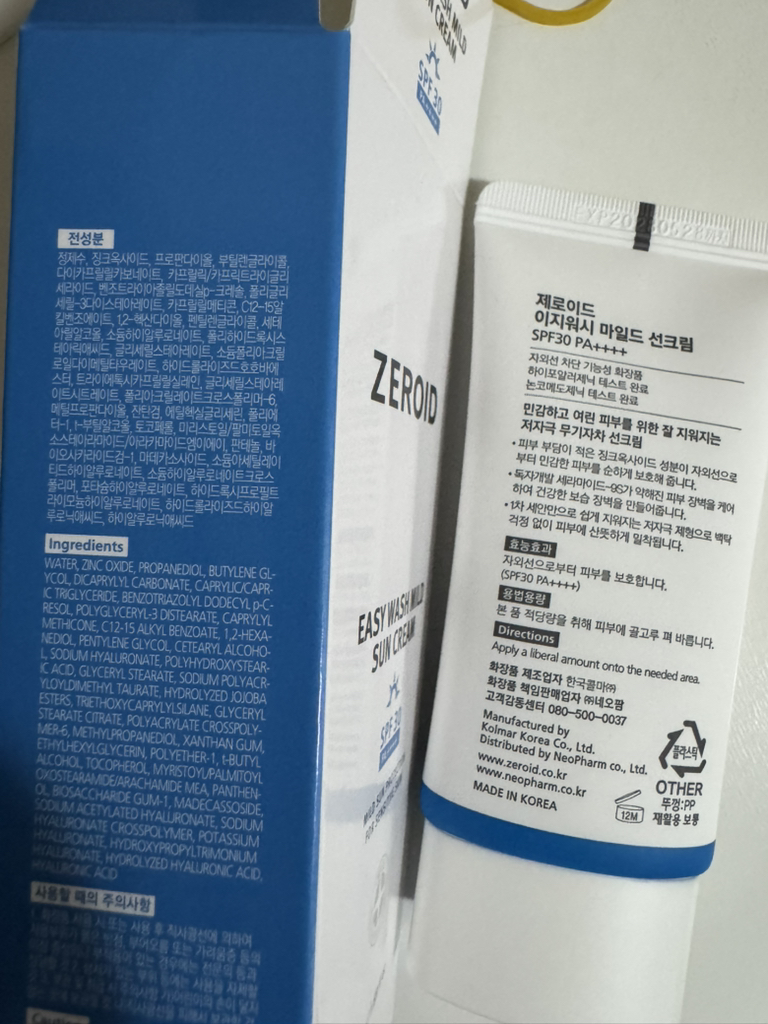 전성분
정제수, 징크옥사이드, 프로판다이올, 부틸렌글라이콜,
다이카프릴릴카보네이트, 카프릴릭/카프릭트라이글리
세라이드, 벤조트라이아졸릴도데실p-크레솔, 폴리글리
세릴-3다이스테아레이트, 카프릴릴메티콘, C12-15알
킬벤조에이트, 1,2-헥산다이올, 펜틸렌글라이콜, 세테
아릴알코올, 소듐하이알루로네이트, 폴리하이드록시스
테아릭애씨드, 글리세릴스테아레이트, 소듐폴리아크릴
로일다이메틸타우레이트, 하이드롤라이즈드호호바에
스터, 트라이에톡시카프릴릴실레인, 글리세릴스테아레
이트시트레이트, 폴리아크릴레이트크로스폴리머-6,
메틸프로판다이올, 잔탄검, 에틸헥실글리세린, 폴리에
터-1, t-부틸알코올, 토코페롤, 미리스토일/팔미토일옥
소스테아라마이드/아라카마이드엠이에이, 판테놀, 바
이오사카라이드검-1, 마데카소사이드, 소듐아세틸레이
티드하이알루로네이트, 소듐하이알루로네이트크로스
폴리머, 포타슘하이알루로네이트, 하이드록시프로필트
라이모늄하이알루로네이트, 하이드롤라이즈드하이알
루로닉애씨드, 하이알루로닉애씨드
Ingredients
WATER, ZINC OXIDE, PROPANEDIOL, BUTYLENE GL-
YCOL, DICAPRYLYL CARBONATE, CAPRYLIC/CAPR-
IC TRIGLYCERIDE, BENZOTRIAZOLYL DODECYL p-C-
RESOL, POLYGLYCERYL-3 DISTEARATE, CAPRYLYL
METHICONE, C12-15 ALKYL BENZOATE, 1,2-HEXA-
NEDIOL, PENTYLENE GLYCOL, CETEARYL ALCOHO-
L, SODIUM HYALURONATE, POLYHYDROXYSTEAR-
IC ACID, GLYCERYL STEARATE, SODIUM POLYACR-
YLOYLDIMETHYL TAURATE, HYDROLYZED JOJOBA
ESTERS, TRIETHOXYCAPRYLYLSILANE, GLYCERYL
STEARATE CITRATE, POLYACRYLATE CROSSPOLY-
MER-6, METHYLPROPANEDIOL, XANTHAN GUM,
ETHYLHEXYLGLYCERIN, POLYETHER-1, t-BUTYL
ALCOHOL, TOCOPHEROL, MYRISTOYL/PALMITOYL
OXOSTEARAMIDE/ARACHAMIDE MEA, PANTHEN-
OL, BIOSACCHARIDE GUM-1, MADECASSOSIDE,
SODIUM ACETYLATED HYALURONATE, SODIUM
HYALURONATE CROSSPOLYMER, POTASSIUM
HYALURONATE, HYDROXYPROPYLTRIMONIUM
HYALURONATE, HYDROLYZED HYALURONIC ACID,
HYALURONIC ACID
사용할 때의 주의사항
MILD
SUN CREAM
SPF 30
ZEROID
EASY WASH MILD
SUN CREAM
SPF 30
제로이드
이지워시 마일드 선크림
SPF30 PA++++
자외선 차단 기능성 화장품
하이포알러제닉 테스트 완료
논코메도제닉 테스트 완료
민감하고 여린 피부를 위한 잘 지워지는
저자극 무기자차 선크림
• 피부 부담이 적은 징크옥사이드 성분이 자외선으로
부터 민감한 피부를 순하게 보호해 줍니다.
• 독자개발 세라마이드-9S가 약해진 피부 장벽을 케어
하여 건강한 보습 장벽을 만들어줍니다.
• 1차 세안만으로 쉽게 지워지는 저자극 제형으로 백탁
걱정 없이 피부에 산뜻하게 밀착됩니다.
효능효과
자외선으로부터 피부를 보호합니다.
(SPF30 PA++++)
용법용량
본 품 적당량을 취해 피부에 골고루 펴 바릅니다.
Directions
Apply a liberal amount onto the needed area.
화장품 제조업자 한국콜마㈜
화장품 책임판매업자 ㈜네오팜
고객감동센터 080-500-0037
Manufactured by
Kolmar Korea Co., Ltd.
Distributed by NeoPharm co., Ltd.
www.zeroid.co.kr
www.neopharm.co.kr
MADE IN KOREA
12M
플라스틱
OTHER
뚜껑:PP
재활용 보통